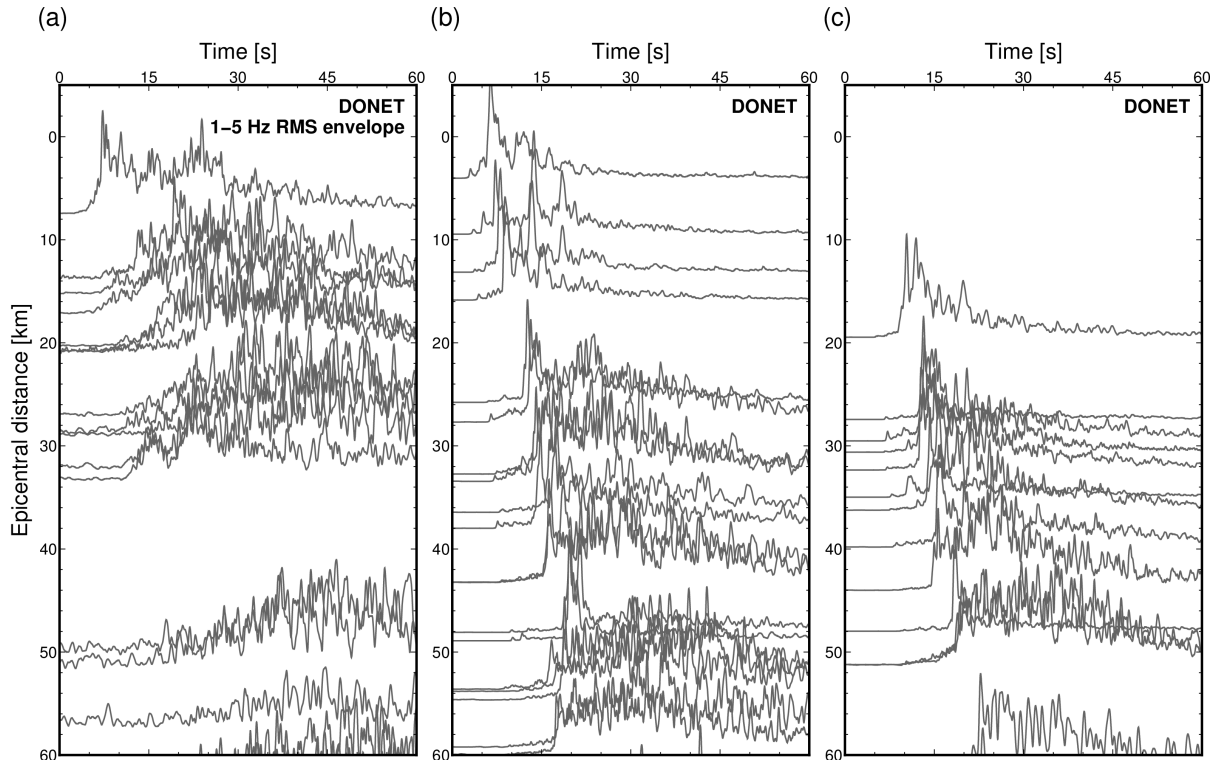 (a) (b) (c)
Time [s] Time [s] Time [s]
0 15 30 45 60 0 15 30 45 60 0 15 30 45 60
DONET DONET DONET
1−5 Hz RMS envelope
0 0 0
10 10 10
20 20 20
30 30 30
40 40 40
50 50 50
60 60 60
Epicentral distance [km]